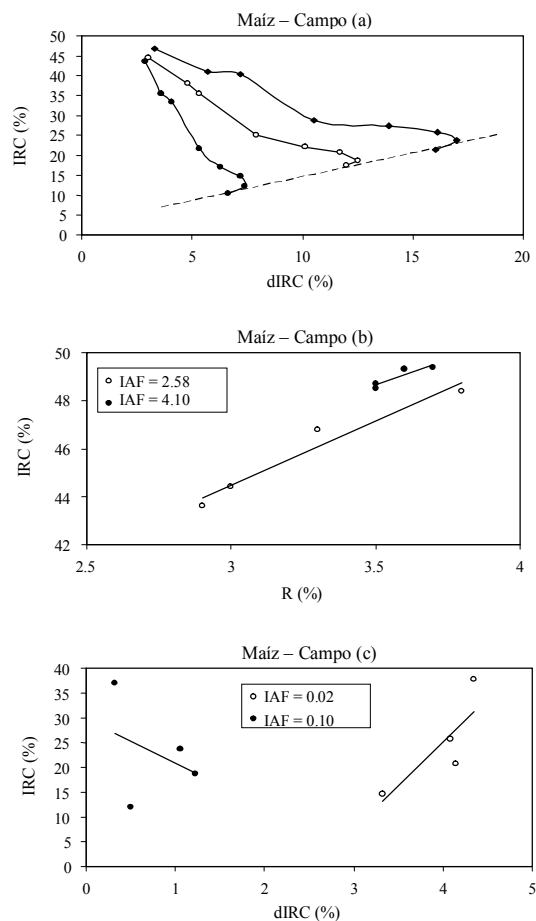 Maíz – Campo (a)
50
45
40
35
30
25
20
15
10
5
0
IRC (%)
0 5 10 15 20
dIRC (%)
Maíz – Campo (b)
50
48
46
44
42
IRC (%)
IAF = 2.58
IAF = 4.10
2.5 3 3.5 4
R (%)
Maíz – Campo (c)
40
35
30
25
20
15
10
5
0
IRC (%)
IAF = 0.02
IAF = 0.10
0 1 2 3 4 5
dIRC (%)